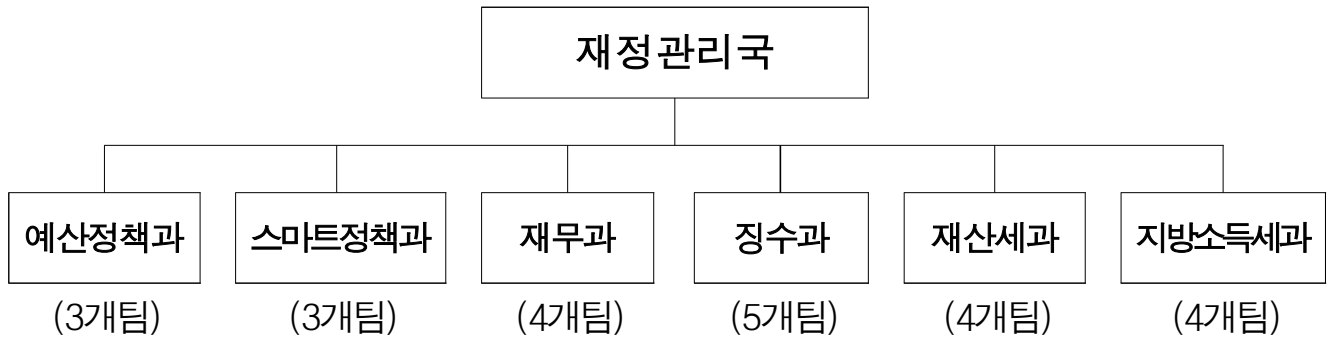 재정관리국
예산정책과 스마트정책과 재무과 징수과 재산세과 지방소득세과
(3개팀) (3개팀) (4개팀) (5개팀) (4개팀) (4개팀)